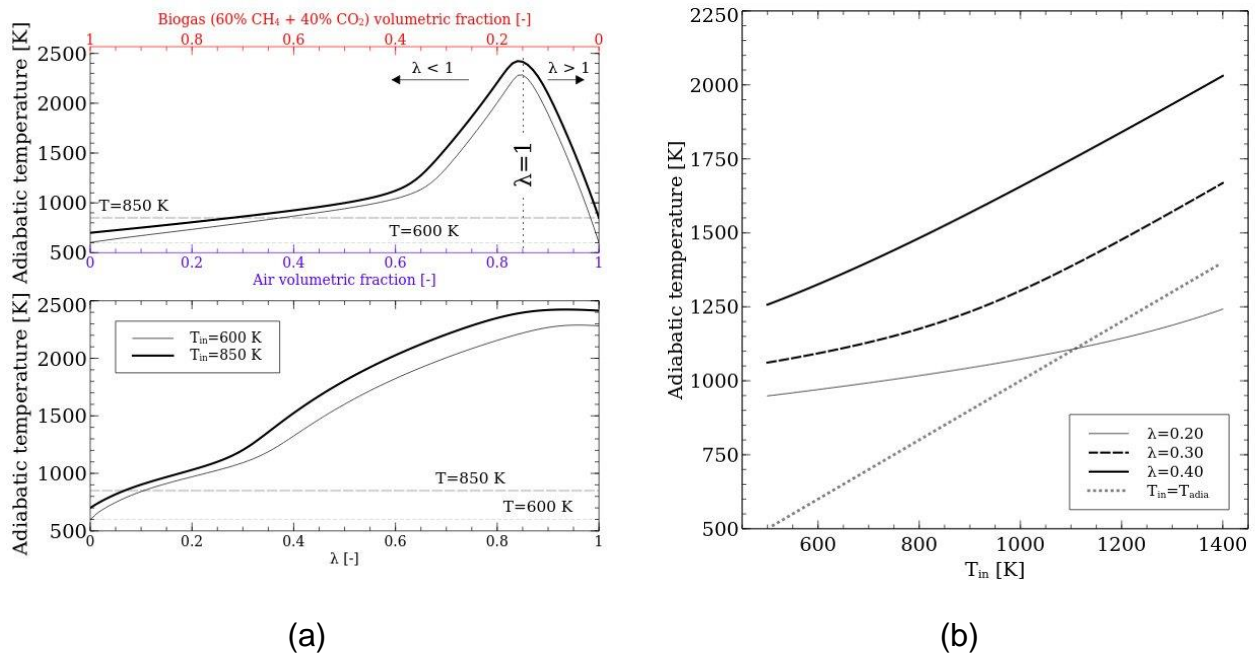 Biogas (60% CH₄ + 40% CO₂) volumetric fraction [-]
1 0.8 0.6 0.4 0.2 0
Adiabatic temperature [K]
2500
2000
1500
1000
500
λ < 1
λ > 1
λ=1
T=850 K
T=600 K
0 0.2 0.4 0.6 0.8 1
Air volumetric fraction [-]
Adiabatic temperature [K]
2500
2000
1500
1000
500
Tᵢₙ=600 K
Tᵢₙ=850 K
T=850 K
T=600 K
0 0.2 0.4 0.6 0.8 1
λ [-]
(a)
Adiabatic temperature [K]
2250
2000
1750
1500
1250
1000
750
500
λ=0.20
λ=0.30
λ=0.40
Tᵢₙ=Tadia
600 800 1000 1200 1400
Tᵢₙ [K]
(b)